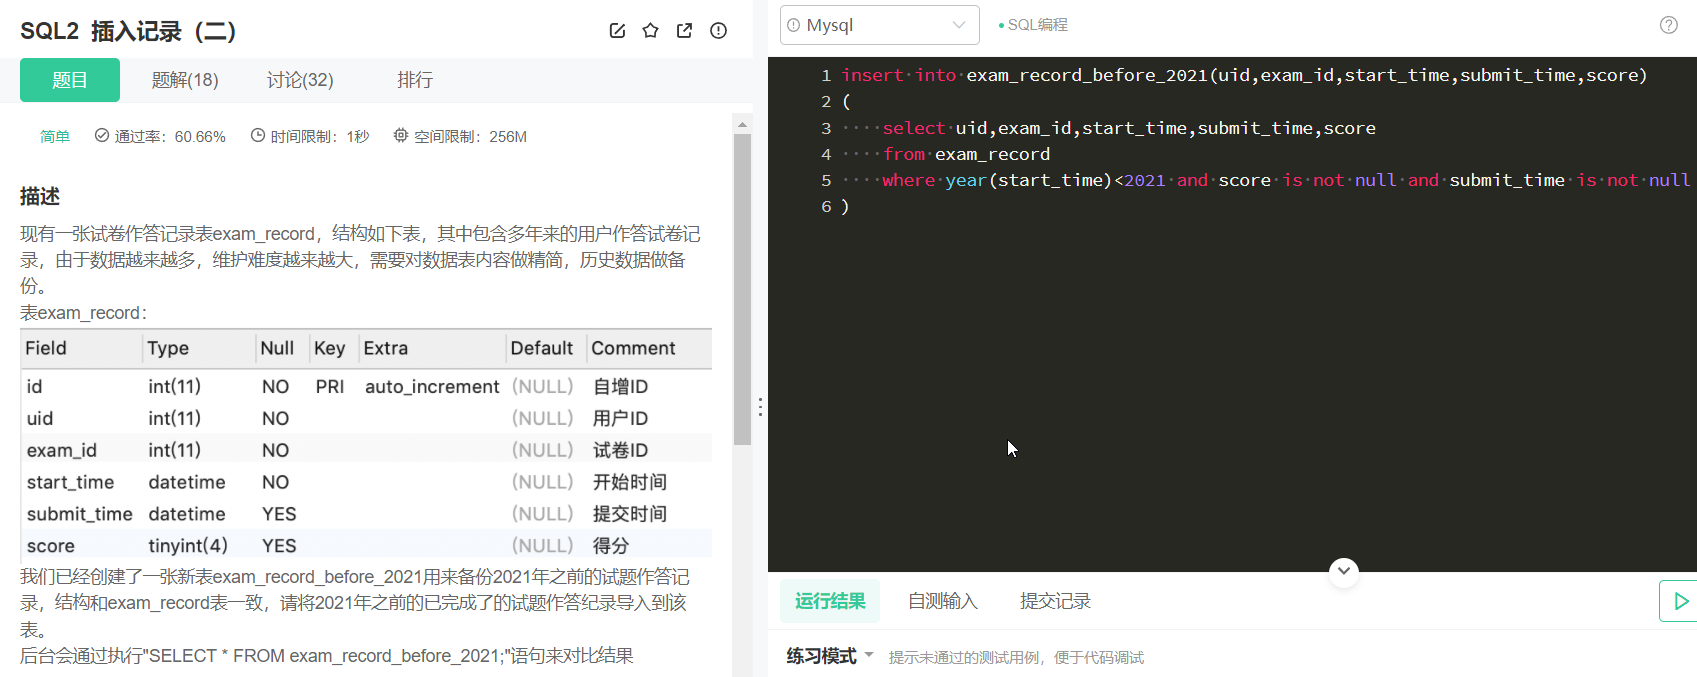 SQL2 插入记录（二）
题目 题解(18) 讨论(32) 排行
简单 通过率：60.66% 时间限制：1秒 空间限制：256M
描述
现有一张试卷作答记录表exam_record，结构如下表，其中包含多年来的用户作答试卷记
录，由于数据越来越多，维护难度越来越大，需要对数据表内容做精简，历史数据做备
份。
表exam_record：
Field Type Null Key Extra Default Comment
id int(11) NO PRI auto_increment (NULL) 自增ID
uid int(11) NO (NULL) 用户ID
exam_id int(11) NO (NULL) 试卷ID
start_time datetime NO (NULL) 开始时间
submit_time datetime YES (NULL) 提交时间
score tinyint(4) YES (NULL) 得分
我们已经创建了一张新表exam_record_before_2021用来备份2021年之前的试题作答记
录，结构和exam_record表一致，请将2021年之前的已完成了的试题作答纪录导入到该
表。
后台会通过执行"SELECT * FROM exam_record_before_2021;"语句来对比结果
Mysql SQL编程
1 insert into exam_record_before_2021(uid,exam_id,start_time,submit_time,score)
2 (
3 select uid,exam_id,start_time,submit_time,score
4 from exam_record
5 where year(start_time)<2021 and score is not null and submit_time is not null
6 )
运行结果 自测输入 提交记录
练习模式 提示未通过的测试用例，便于代码调试